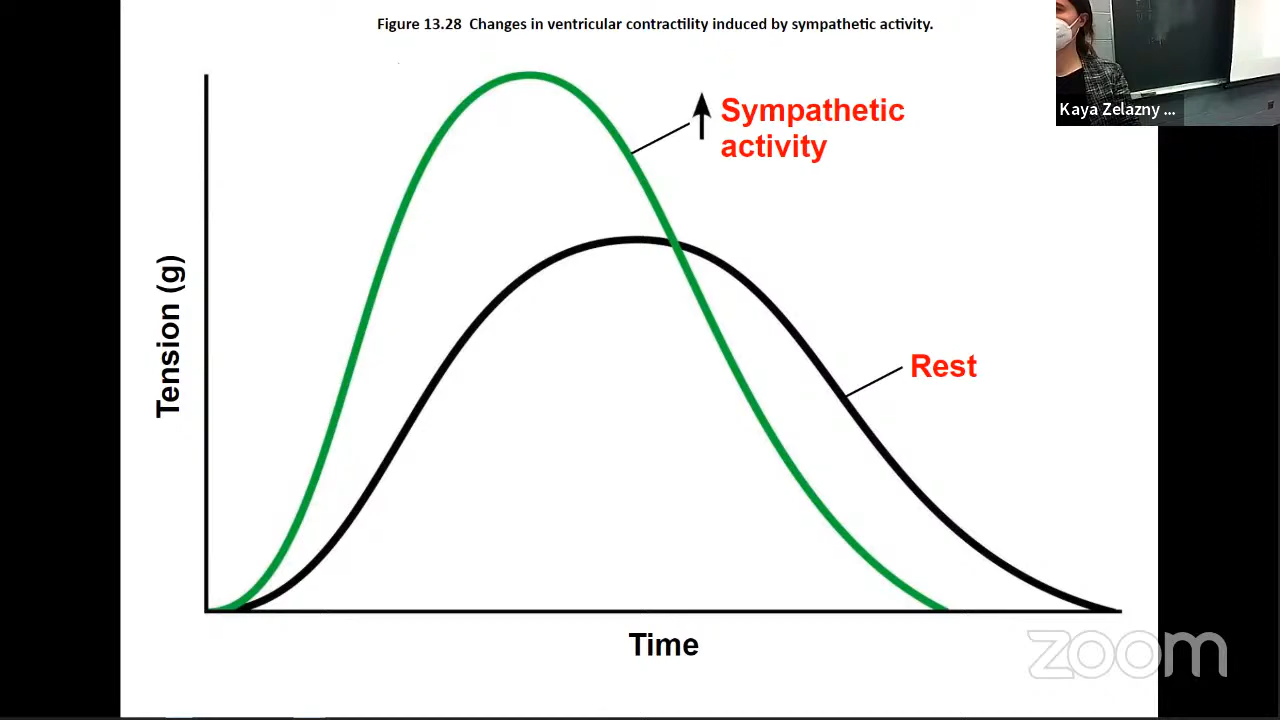 Figure 13.28 Changes in ventricular contractility induced by sympathetic activity.
Kaya Zelazny ...
Sympathetic
activity
Tension (g)
Rest
Time
zoom